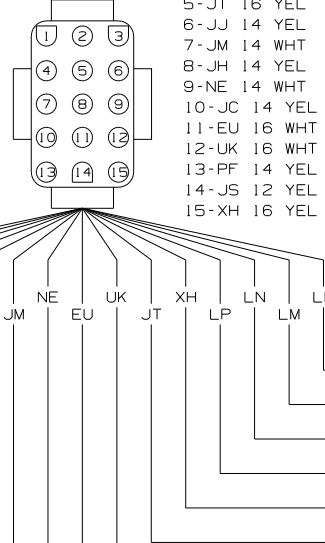 5-JT 16 YEL
6-JJ 14 YEL
7-JM 14 WHT
8-JH 14 YEL
9-NE 14 WHT
10-JC 14 YEL
11-EU 16 WHT
12-UK 16 WHT
13-PF 14 YEL
14-JS 12 YEL
15-XH 16 YEL
1 2 3
4 5 6
7 8 9
10 11 12
13 14 15
NE UK XH LN
JM EU JT LP LM